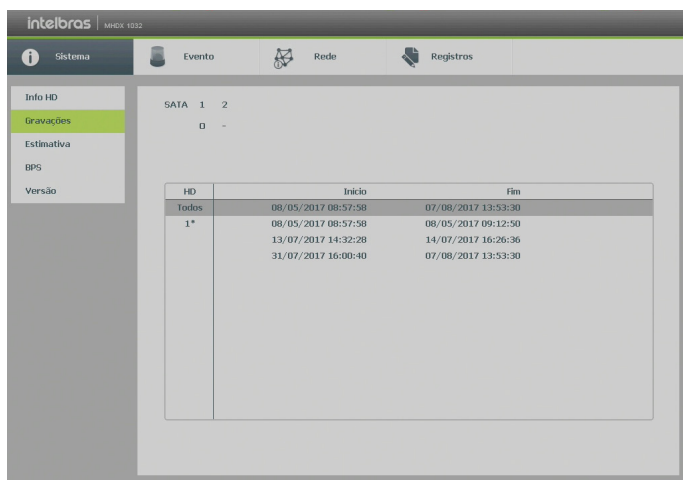 intelbras | MHDX 1032
Sistema Evento Rede Registros
Info HD
Gravações
Estimativa
BPS
Versão
SATA 1 2
O -
HD Inicio Fim
Todos 08/05/2017 08:57:58 07/08/2017 13:53:30
1* 08/05/2017 08:57:58 08/05/2017 09:12:50
13/07/2017 14:32:28 14/07/2017 16:26:36
31/07/2017 16:00:40 07/08/2017 13:53:30